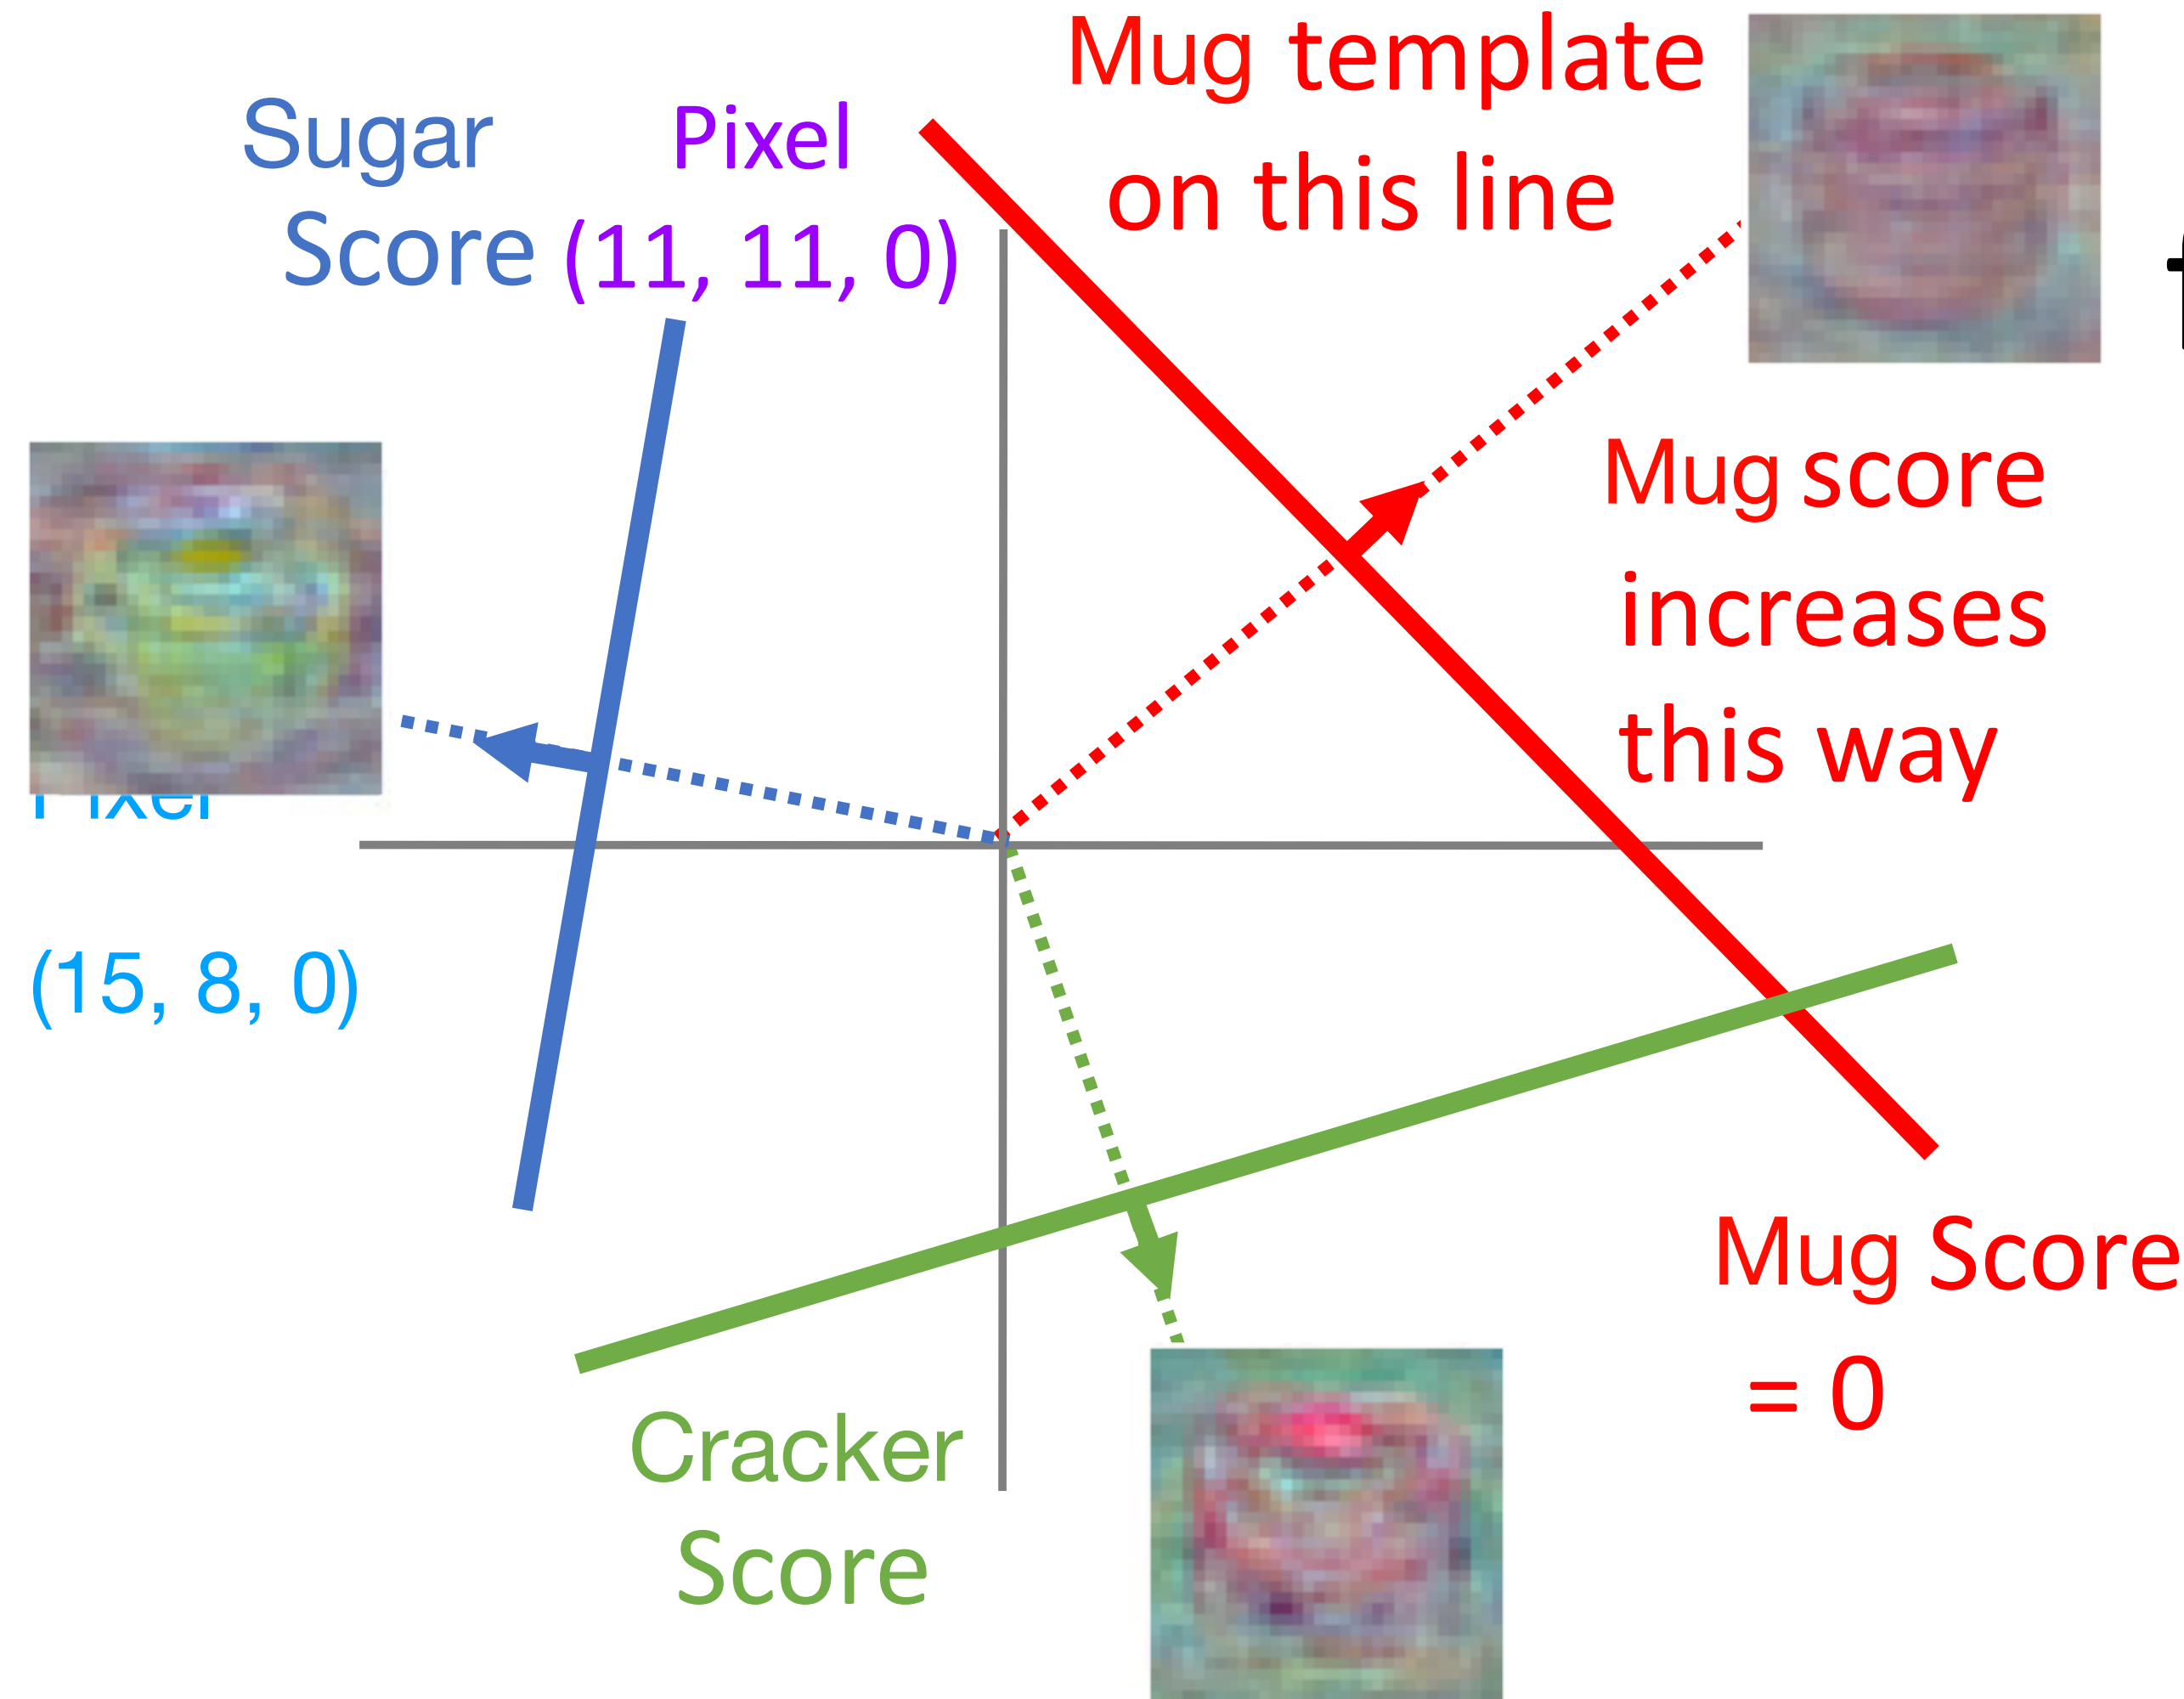 Mug template
on this line
Sugar
Score
Pixel
(11, 11, 0)
Mug score
increases
this way
Pixel
(15, 8, 0)
Mug Score
= 0
Cracker
Score